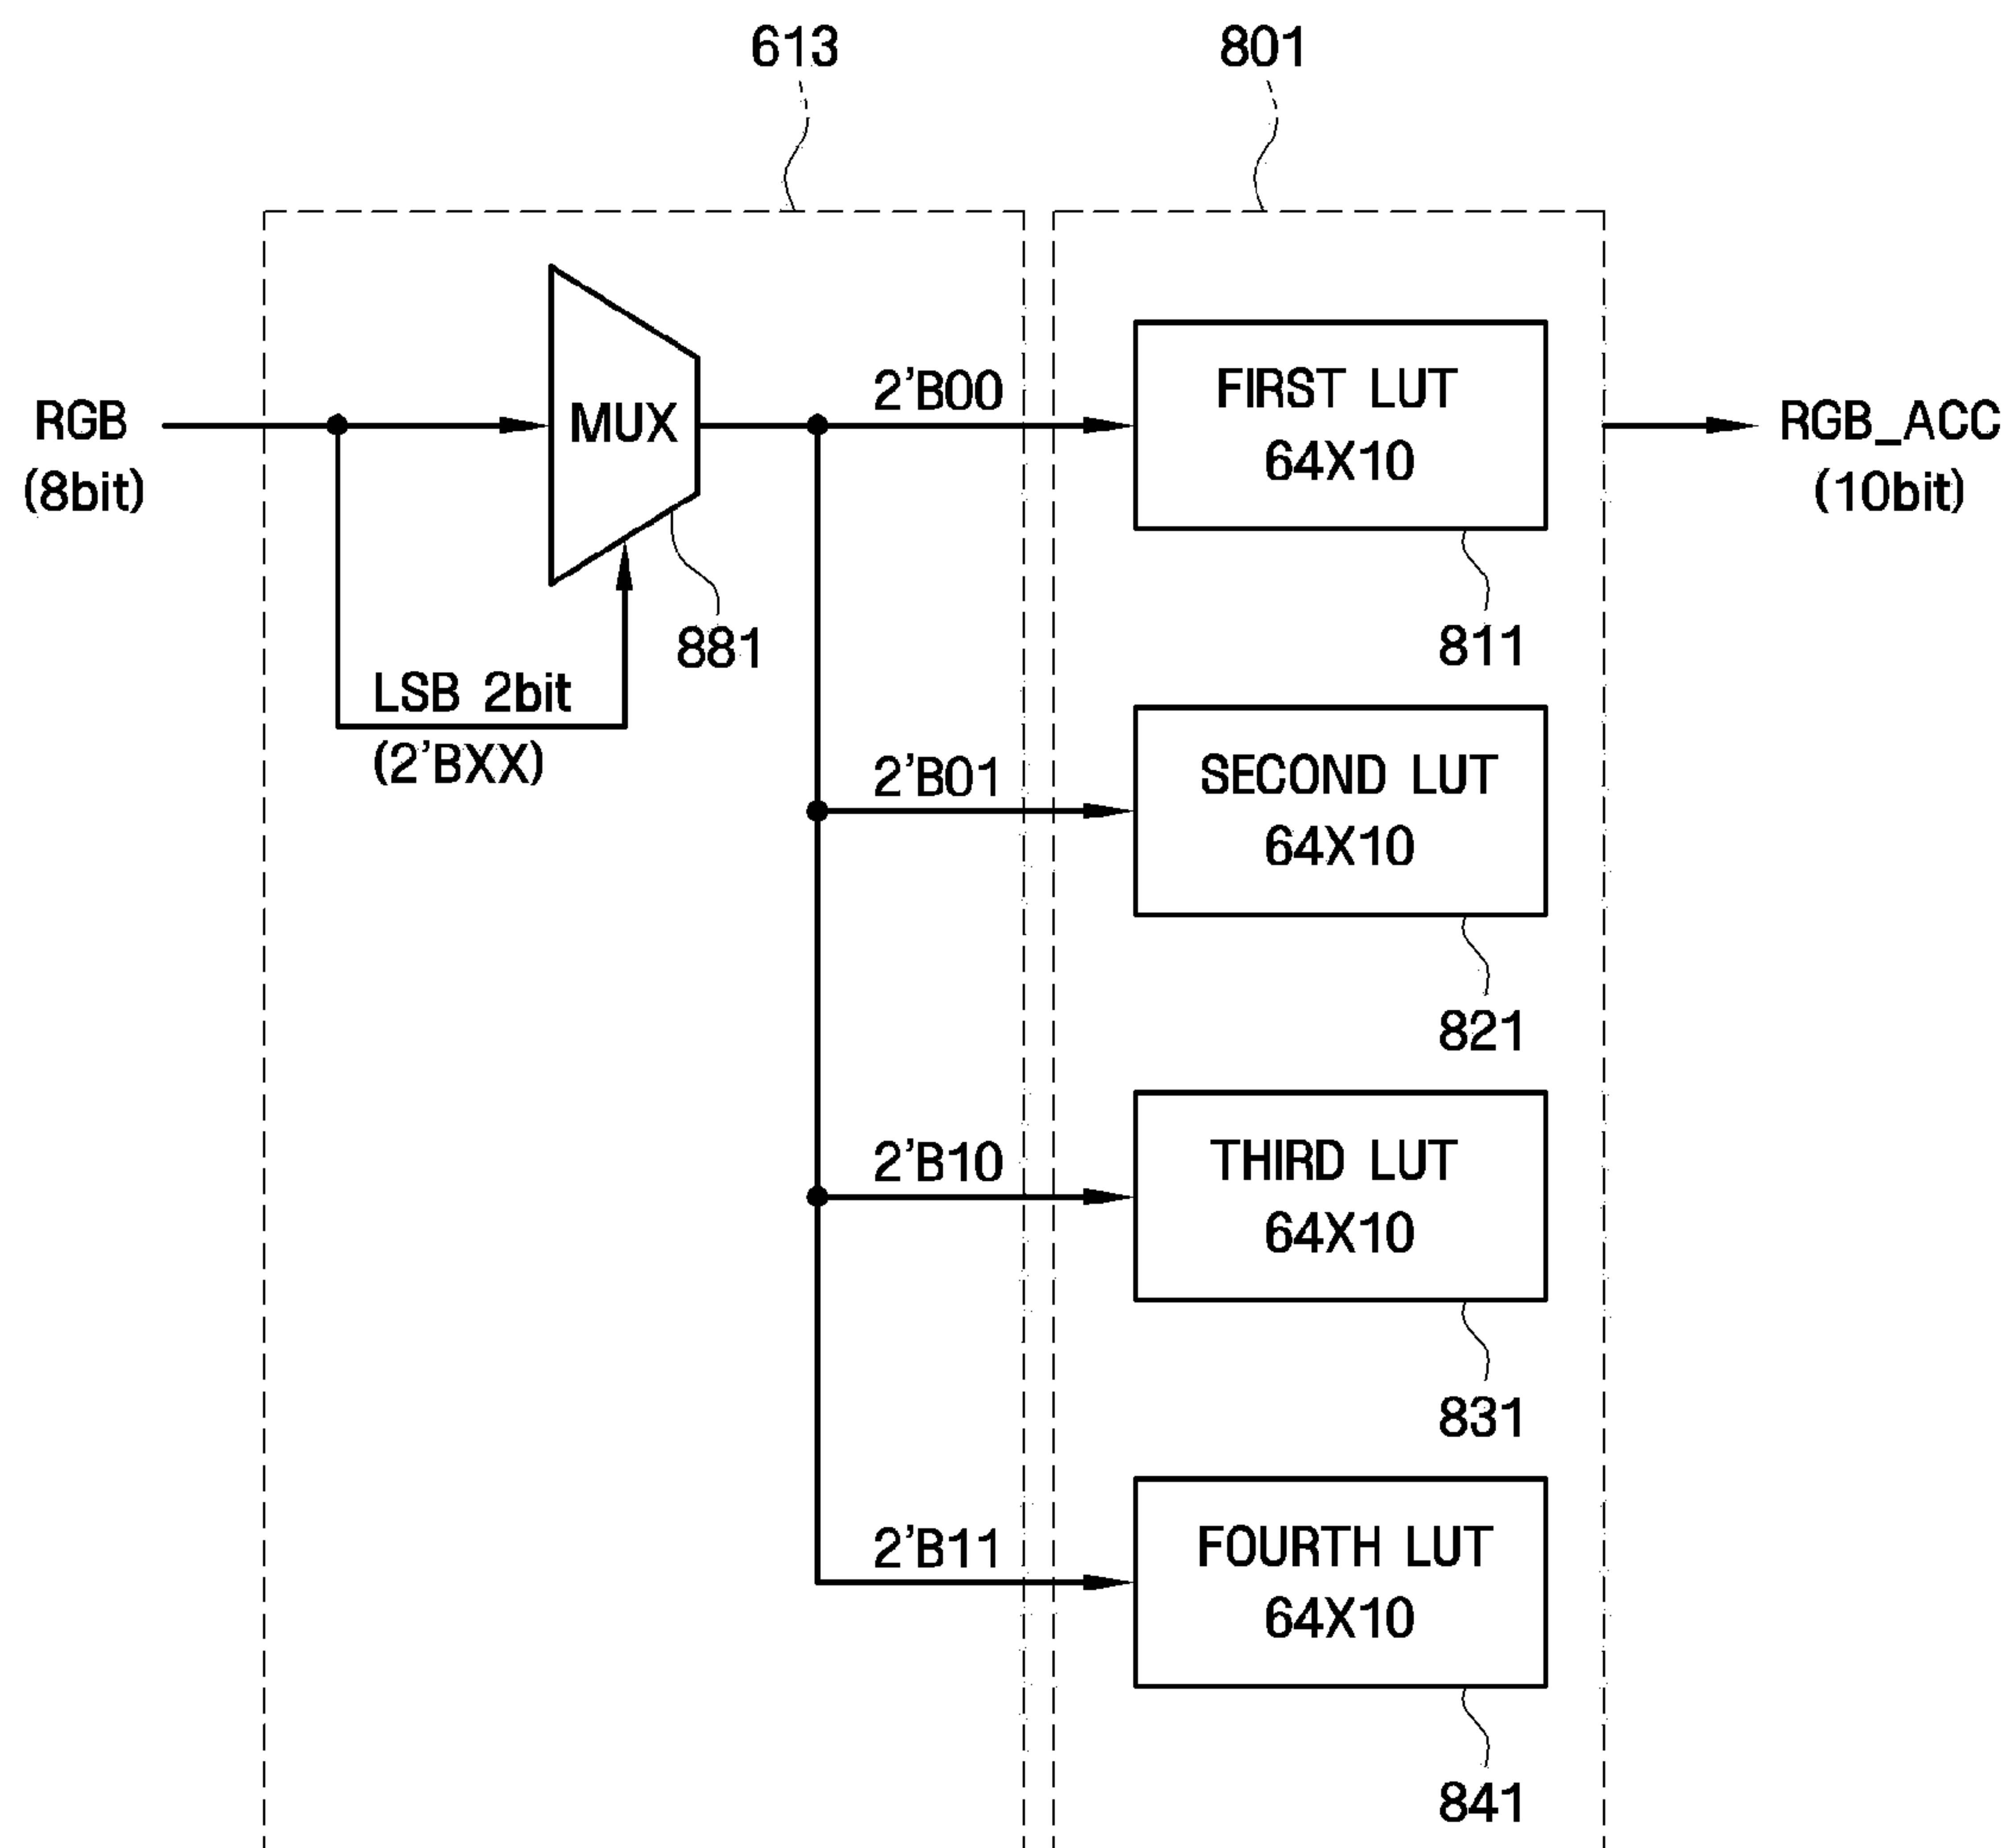 613
801
RGB
(8bit)
MUX
881
LSB 2bit
(2'BXX)
2'B00
FIRST LUT
64X10
811
RGB_ACC
(10bit)
2'B01
SECOND LUT
64X10
821
2'B10
THIRD LUT
64X10
831
2'B11
FOURTH LUT
64X10
841